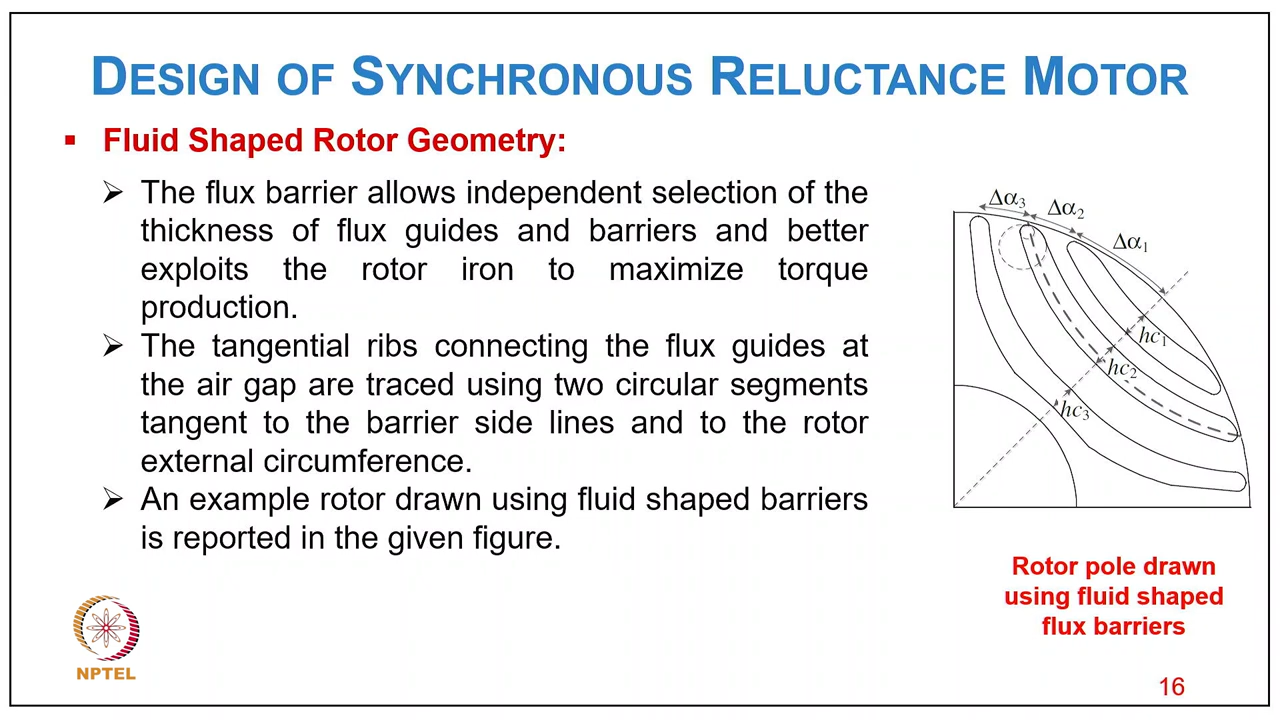 DESIGN OF SYNCHRONOUS RELUCTANCE MOTOR
▪ Fluid Shaped Rotor Geometry:
➢ The flux barrier allows independent selection of the
thickness of flux guides and barriers and better
exploits the rotor iron to maximize torque
production.
➢ The tangential ribs connecting the flux guides at
the air gap are traced using two circular segments
tangent to the barrier side lines and to the rotor
external circumference.
➢ An example rotor drawn using fluid shaped barriers
is reported in the given figure.
Δα₃
Δα₂
Δα₁
hc₁
hc₂
hc₃
Rotor pole drawn
using fluid shaped
flux barriers
NPTEL
16